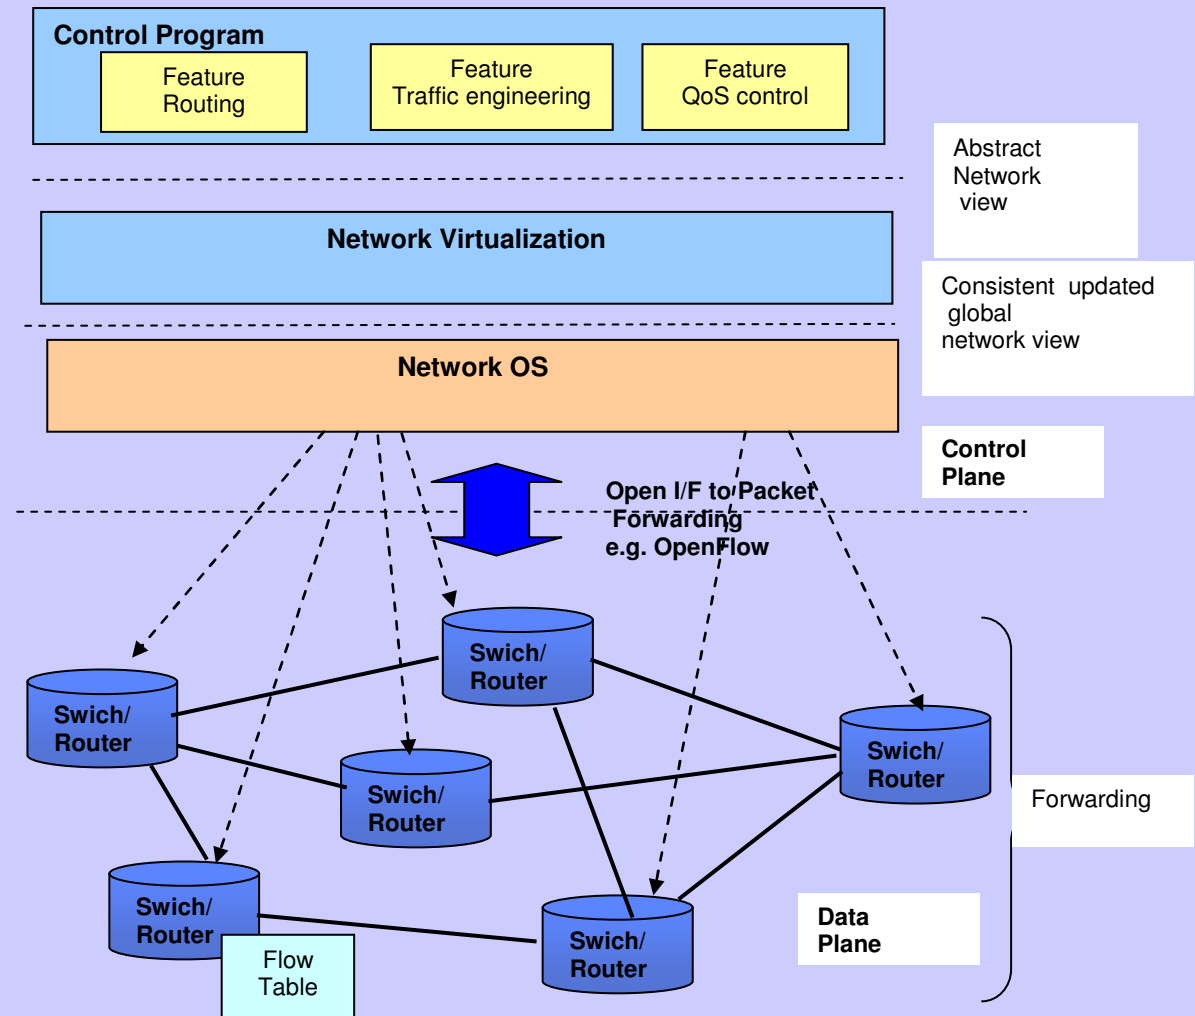 Control Program
Feature
Routing
Feature
Traffic engineering
Feature
QoS control
Abstract
Network
view
Network Virtualization
Consistent updated
global
network view
Network OS
Control
Plane
Open I/F to Packet
Forwarding
e.g. OpenFlow
Swich/
Router
Swich/
Router
Swich/
Router
Swich/
Router
Forwarding
Swich/
Router
Swich/
Router
Data
Plane
Flow
Table